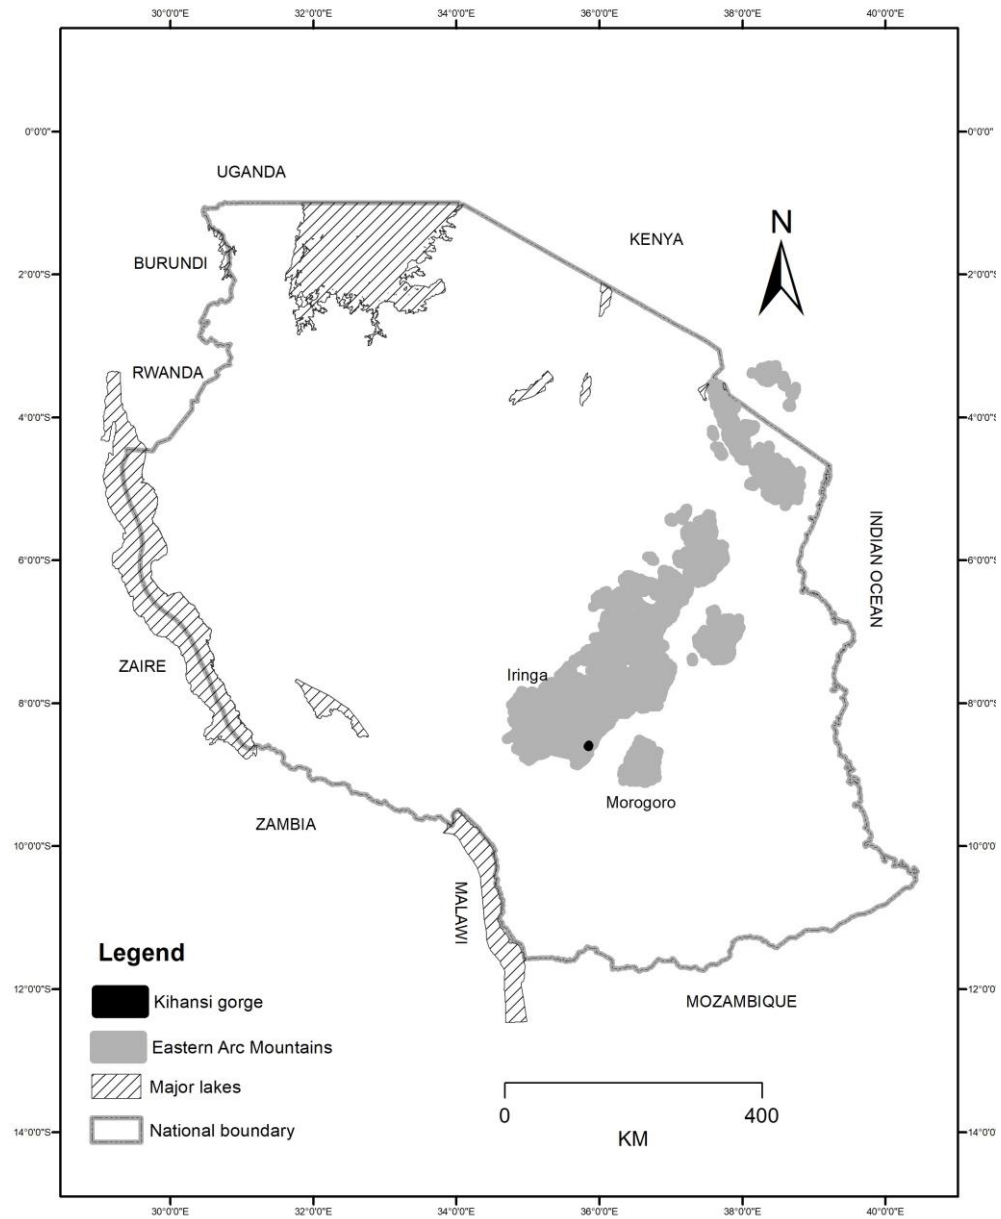 30°0'0"E 32°0'0"E 34°0'0"E 36°0'0"E 38°0'0"E 40°0'0"E
0°0'0" 0°0'0"
UGANDA
N
KENYA
BURUNDI
2°0'0"S 2°0'0"S
RWANDA
4°0'0"S 4°0'0"S
INDIAN OCEAN
6°0'0"S 6°0'0"S
ZAIRE
Iringa
8°0'0"S 8°0'0"S
Morogoro
ZAMBIA
10°0'0"S 10°0'0"S
MALAWI
Legend
12°0'0"S 12°0'0"S
MOZAMBIQUE
Kihansi gorge
Eastern Arc Mountains
Major lakes
National boundary
0 400
KM
14°0'0"S 14°0'0"S
30°0'0"E 32°0'0"E 34°0'0"E 36°0'0"E 38°0'0"E 40°0'0"E